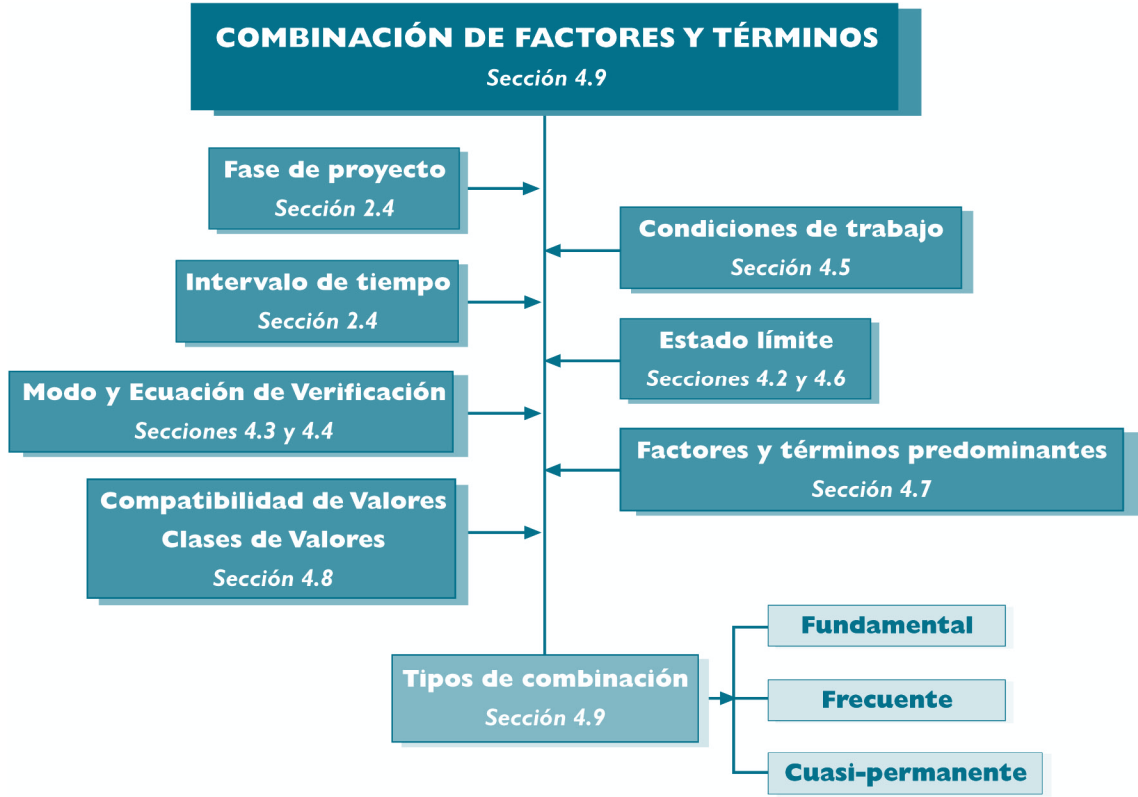 COMBINACIÓN DE FACTORES Y TÉRMINOS
Sección 4.9
Fase de proyecto
Sección 2.4
Condiciones de trabajo
Sección 4.5
Intervalo de tiempo
Sección 2.4
Estado límite
Secciones 4.2 y 4.6
Modo y Ecuación de Verificación
Secciones 4.3 y 4.4
Factores y términos predominantes
Sección 4.7
Compatibilidad de Valores
Clases de Valores
Sección 4.8
Tipos de combinación
Sección 4.9
Fundamental
Frecuente
Cuasi-permanente